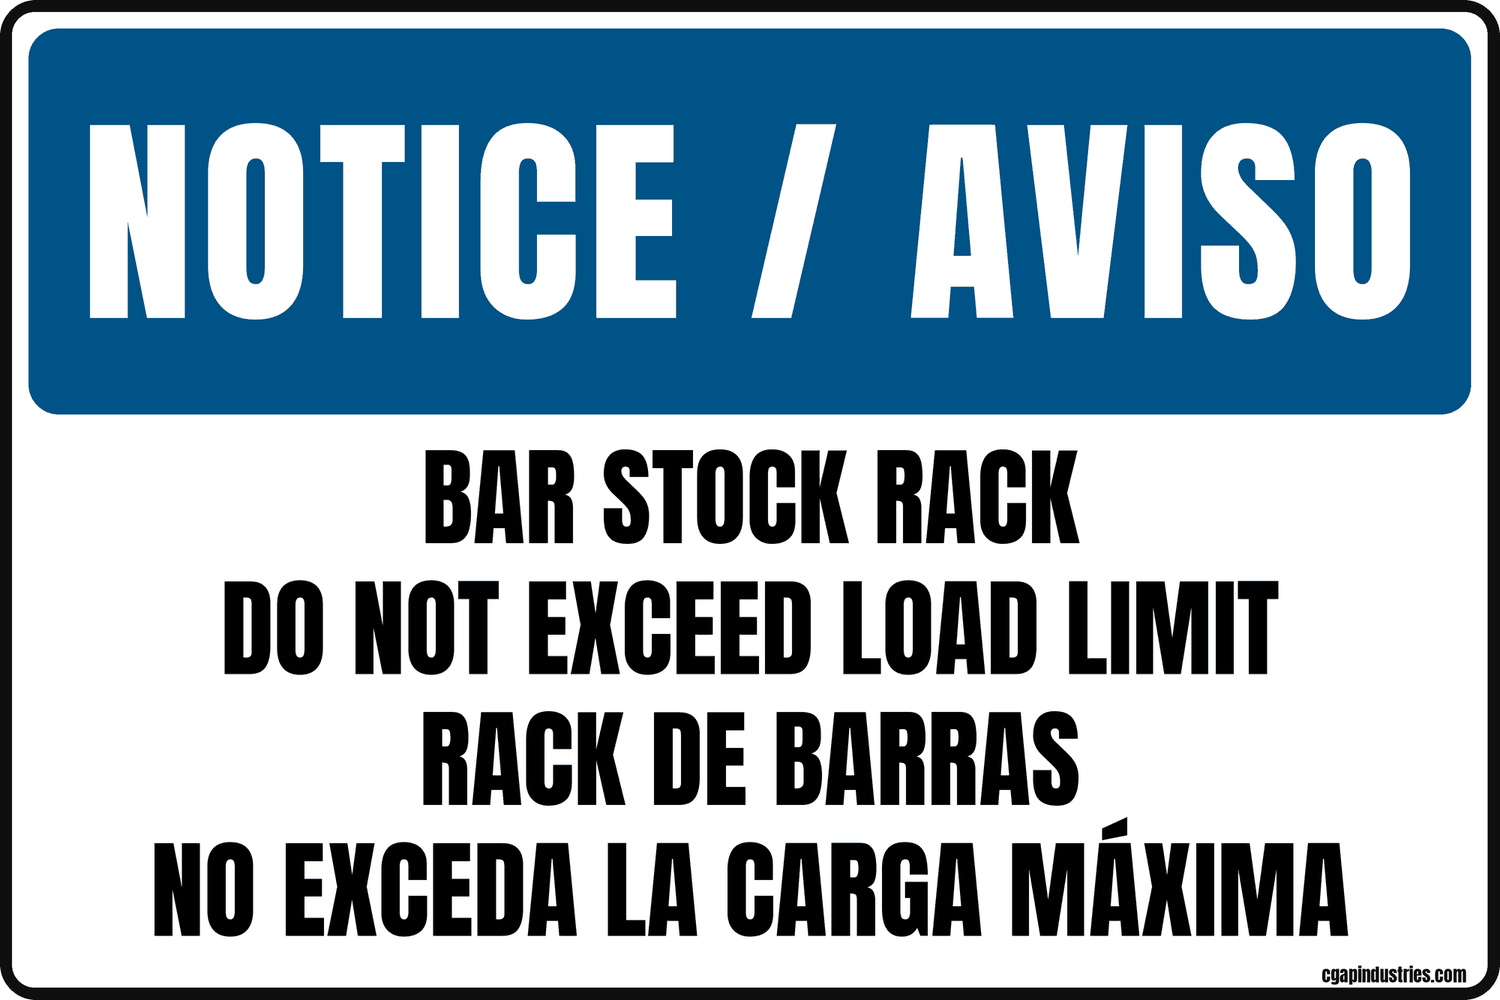 NOTICE / AVISO
BAR STOCK RACK
DO NOT EXCEED LOAD LIMIT
RACK DE BARRAS
NO EXCEDA LA CARGA MÁXIMA
cgapindustries.com